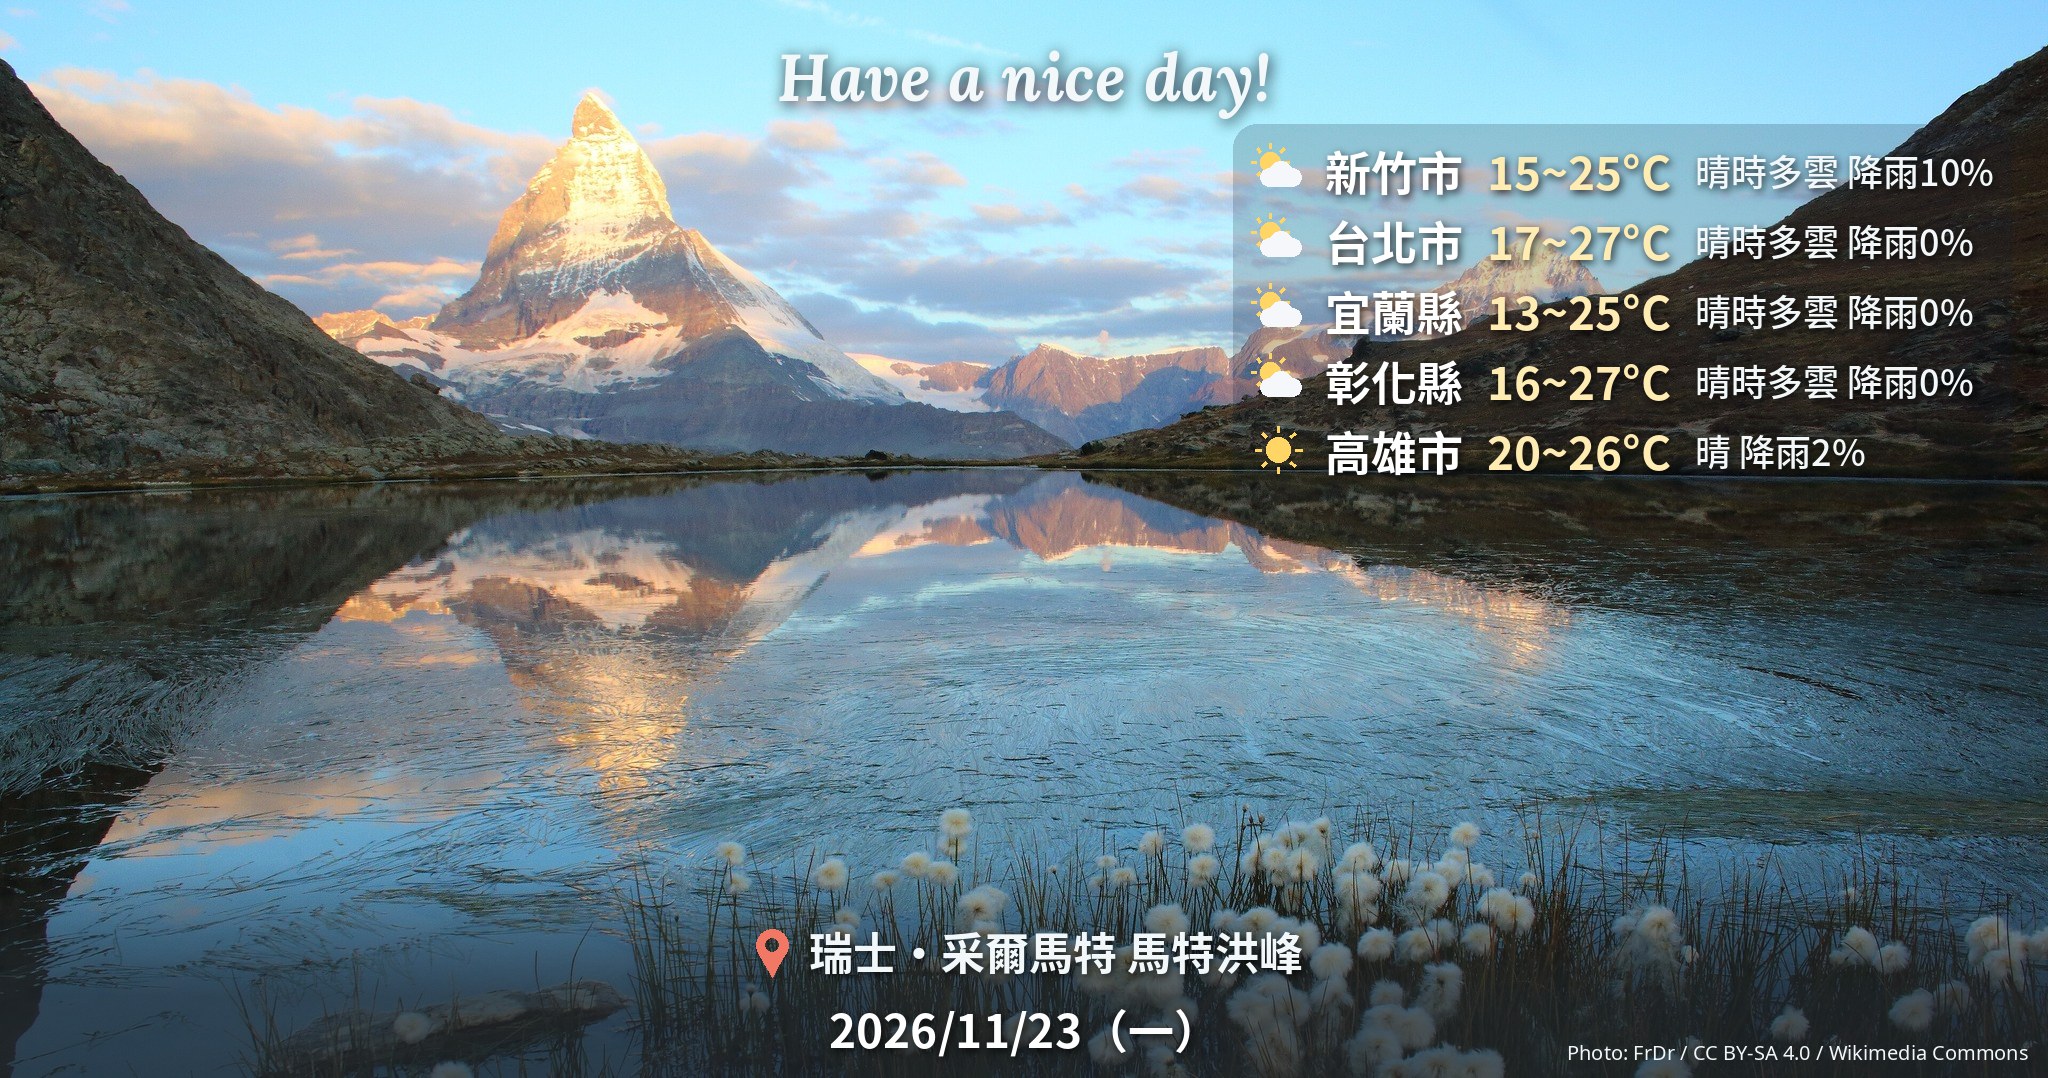 Have a nice day!
新竹市 15~25°C 晴時多雲 降雨10%
台北市 17~27°C 晴時多雲 降雨0%
宜蘭縣 13~25°C 晴時多雲 降雨0%
彰化縣 16~27°C 晴時多雲 降雨0%
高雄市 20~26°C 晴 降雨2%
瑞士・采爾馬特 馬特洪峰
2026/11/23（一）
Photo: FrDr / CC BY-SA 4.0 / Wikimedia Commons